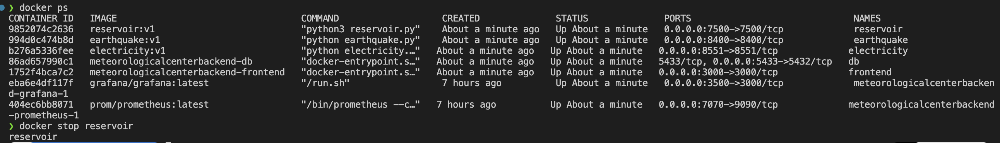 ❯ docker ps
CONTAINER ID   IMAGE                                  COMMAND                  CREATED              STATUS              PORTS                              NAMES
9852074c2636   reservoir:v1                           "python3 reservoir.py"   About a minute ago   Up About a minute   0.0.0.0:7500->7500/tcp             reservoir
994d0c474b8d   earthquake:v1                          "python earthquake.py"   About a minute ago   Up About a minute   0.0.0.0:8400->8400/tcp             earthquake
b276a5336fee   electricity:v1                         "python electricity.…"   About a minute ago   Up About a minute   0.0.0.0:8551->8551/tcp             electricity
86ad657990c1   meteorologicalcenterbackend-db         "docker-entrypoint.s…"   About a minute ago   Up About a minute   5433/tcp, 0.0.0.0:5433->5432/tcp   db
1752f4bca7c2   meteorologicalcenterbackend-frontend   "docker-entrypoint.s…"   About a minute ago   Up About a minute   0.0.0.0:3000->3000/tcp             frontend
eba6e4df117f   grafana/grafana:latest                 "/run.sh"                7 hours ago          Up About a minute   0.0.0.0:3500->3000/tcp             meteorologicalcenterbacken
d-grafana-1
404ec6bb8071   prom/prometheus:latest                 "/bin/prometheus --c…"   7 hours ago          Up About a minute   0.0.0.0:7070->9090/tcp             meteorologicalcenterbackend
-prometheus-1
❯ docker stop reservoir
reservoir